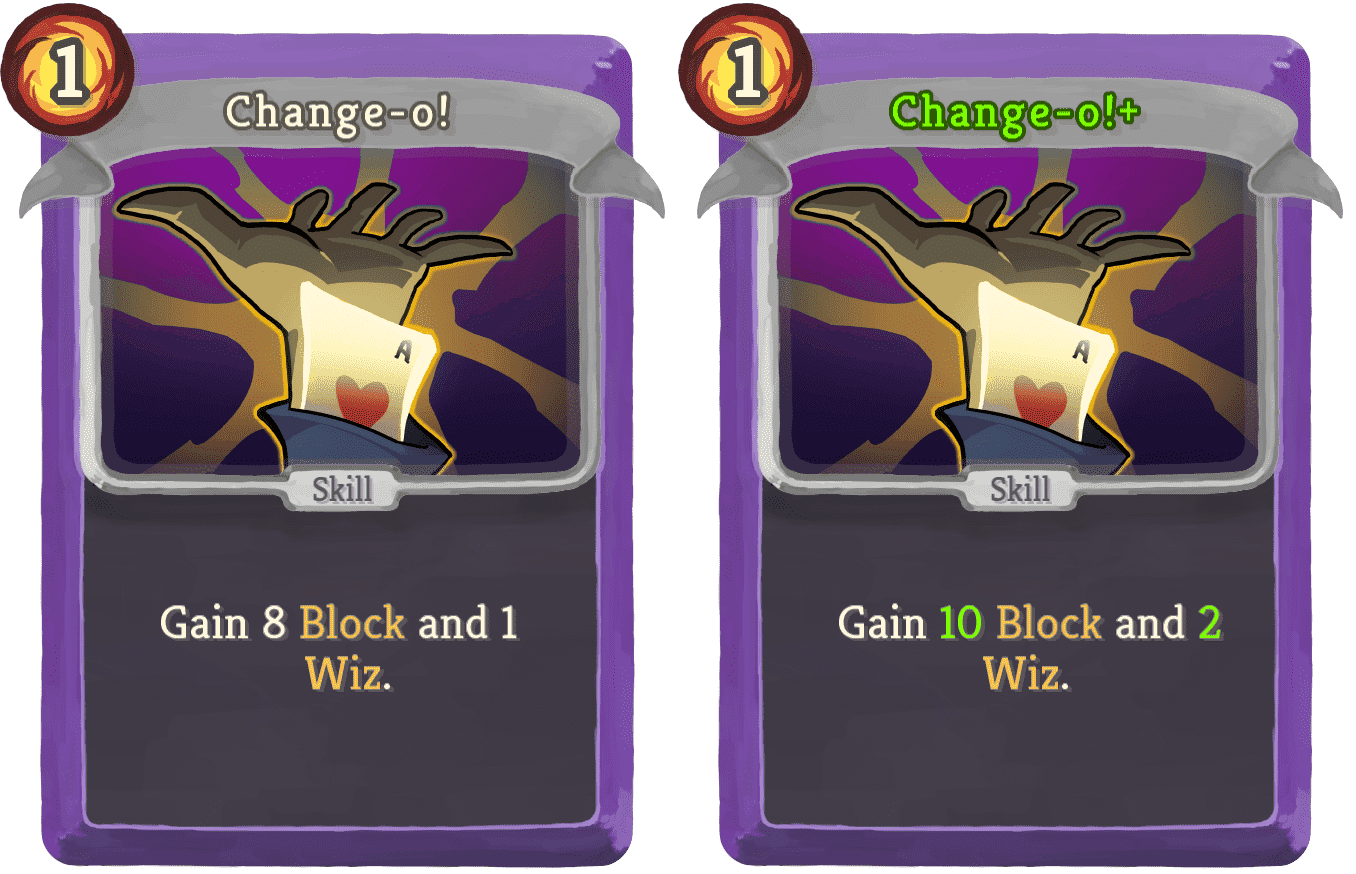 1
Change-o!
A
Skill
Gain 8 Block and 1
Wiz.
1
Change-o!+
A
Skill
Gain 10 Block and 2
Wiz.